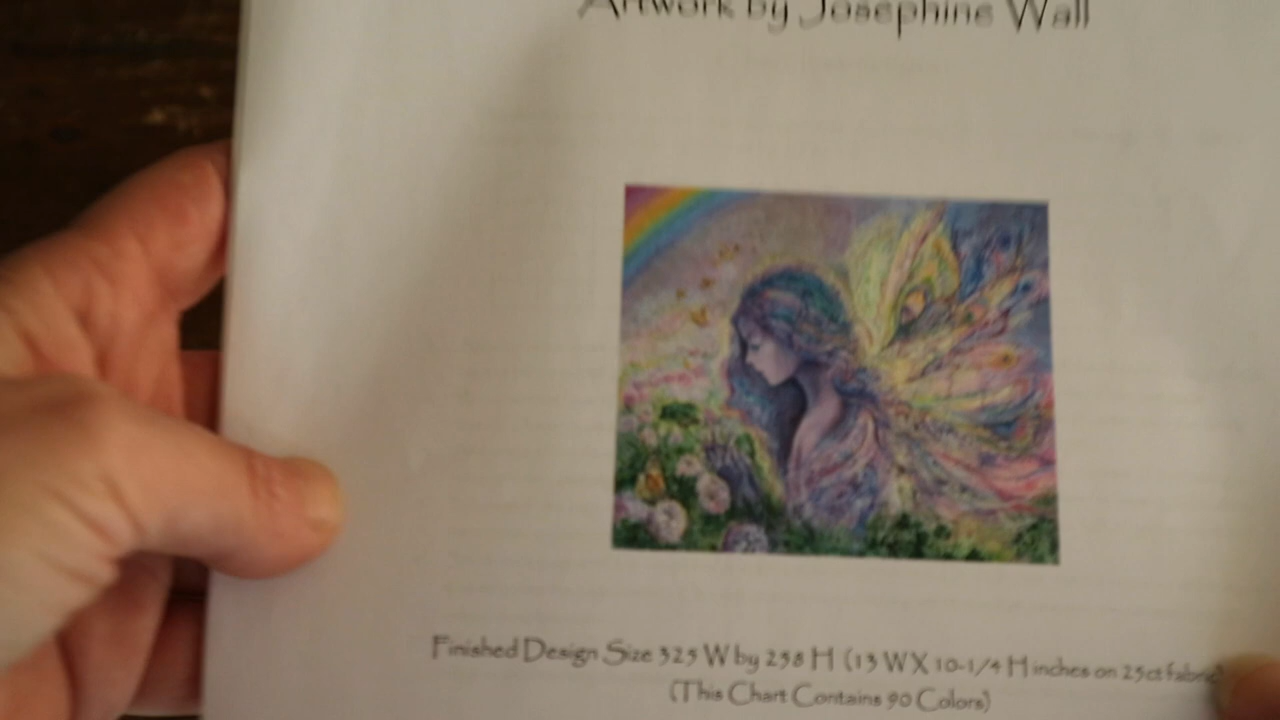 Artwork by Josephine Wall
Finished Design Size 325 W by 258 H (13 W X 10-1/4 H inches on 25ct fabric)
(This Chart Contains 90 Colors)